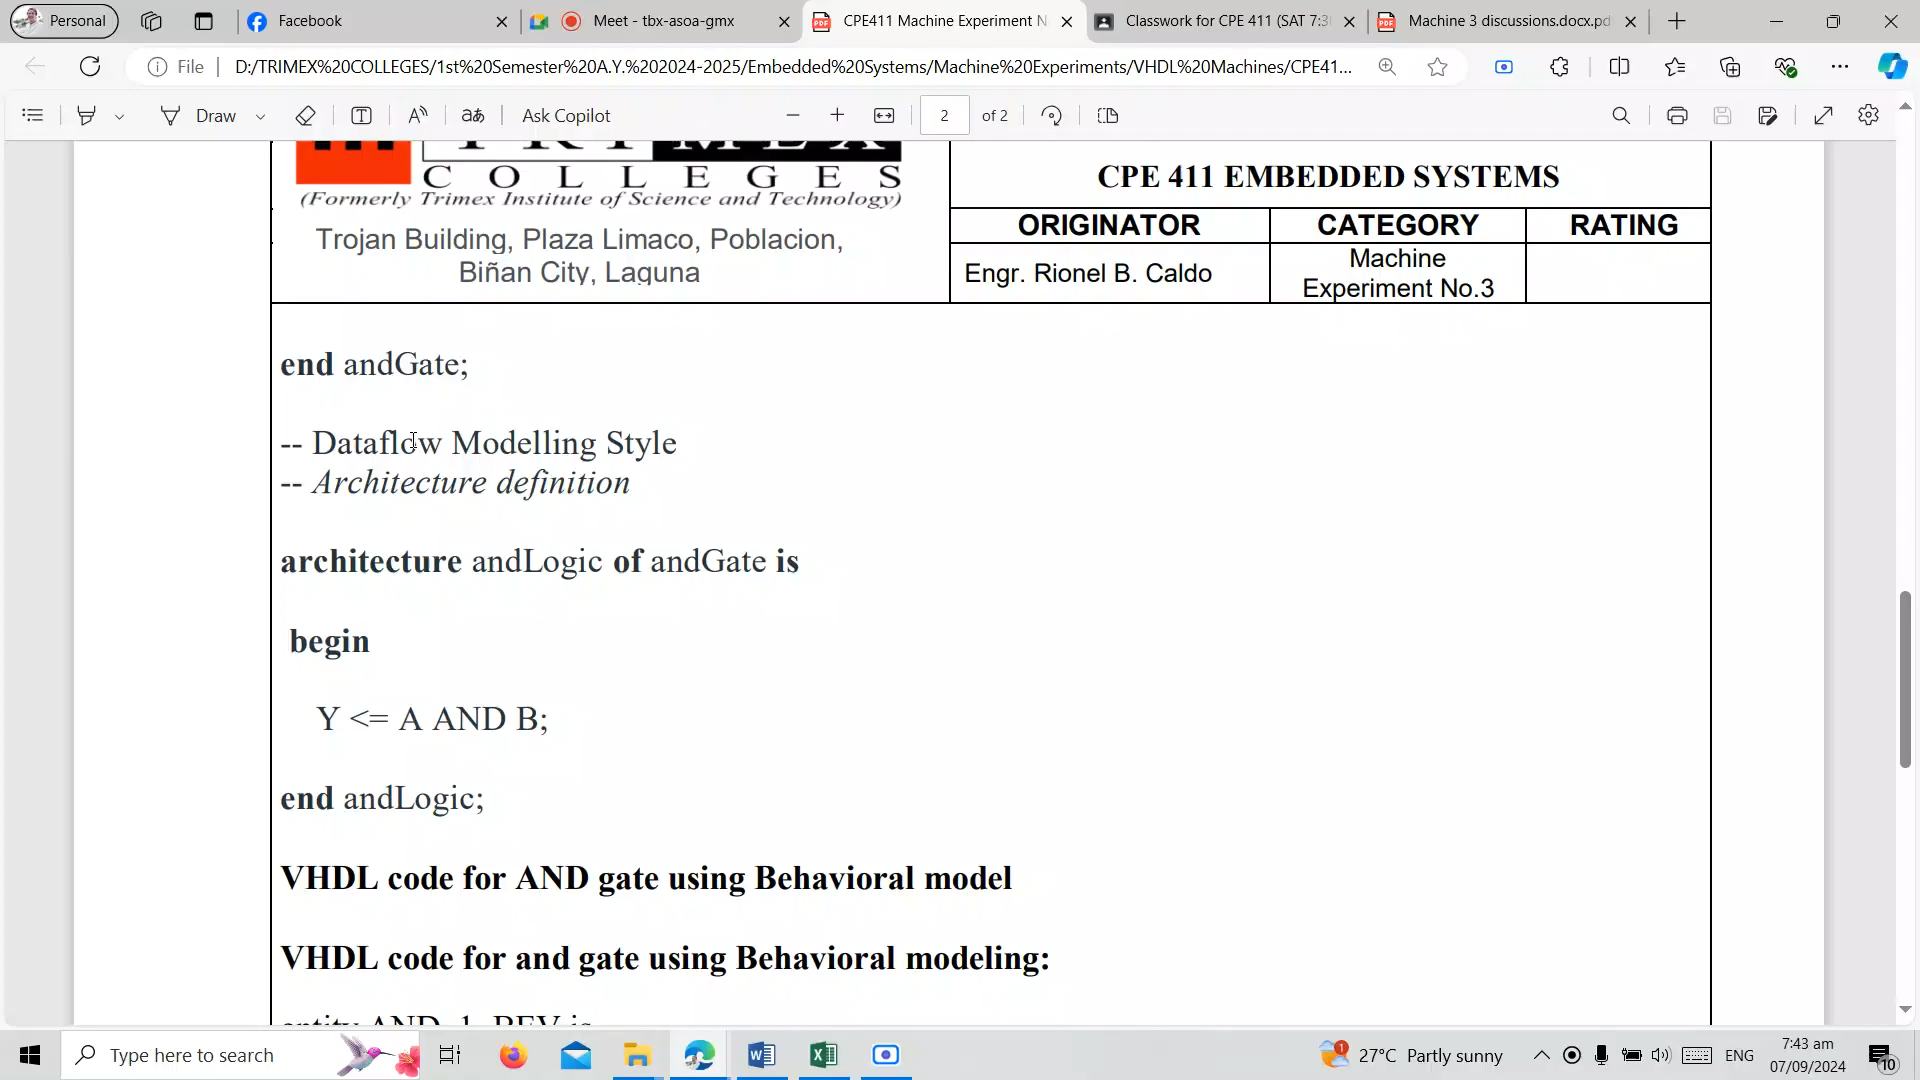 Personal
Facebook
Meet - tbx-asoa-gmx
CPE411 Machine Experiment N
Classwork for CPE 411 (SAT 7:3
Machine 3 discussions.docx.pd
File
D:/TRIMEX%20COLLEGES/1st%20Semester%20A.Y.%202024-2025/Embedded%20Systems/Machine%20Experiments/VHDL%20Machines/CPE41...
Draw
Ask Copilot
2
of 2
TRIMEX
COLLEGES
(Formerly Trimex Institute of Science and Technology)
Trojan Building, Plaza Limaco, Poblacion,
Biñan City, Laguna
CPE 411 EMBEDDED SYSTEMS
ORIGINATOR
CATEGORY
RATING
Engr. Rionel B. Caldo
Machine
Experiment No.3
end andGate;
-- Dataflow Modelling Style
-- Architecture definition
architecture andLogic of andGate is
begin
Y <= A AND B;
end andLogic;
VHDL code for AND gate using Behavioral model
VHDL code for and gate using Behavioral modeling:
Type here to search
27°C Partly sunny
ENG
7:43 am
07/09/2024
10